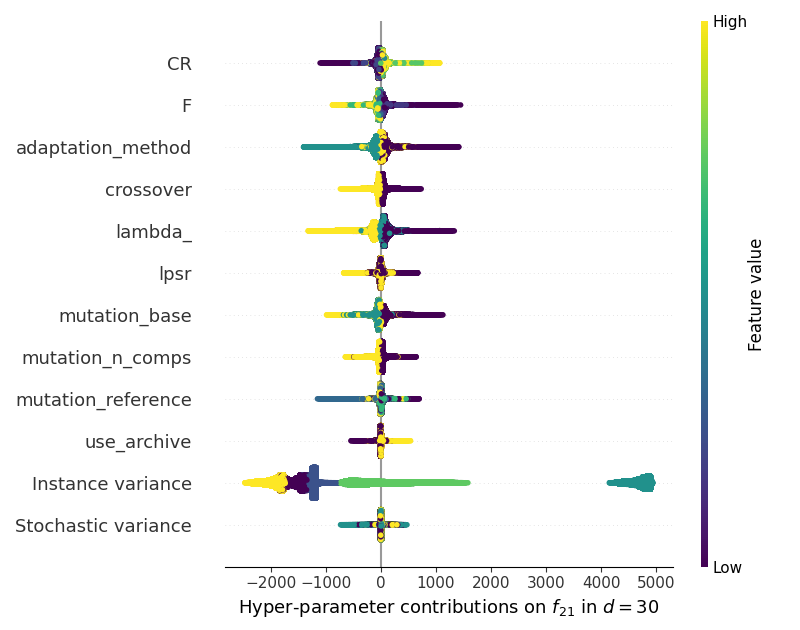 High
CR
F
adaptation_method
crossover
lambda_
lpsr
mutation_base
mutation_n_comps
mutation_reference
use_archive
Instance variance
Stochastic variance
Feature value
Low
−2000 −1000 0 1000 2000 3000 4000 5000
Hyper-parameter contributions on f₂₁ in d = 30